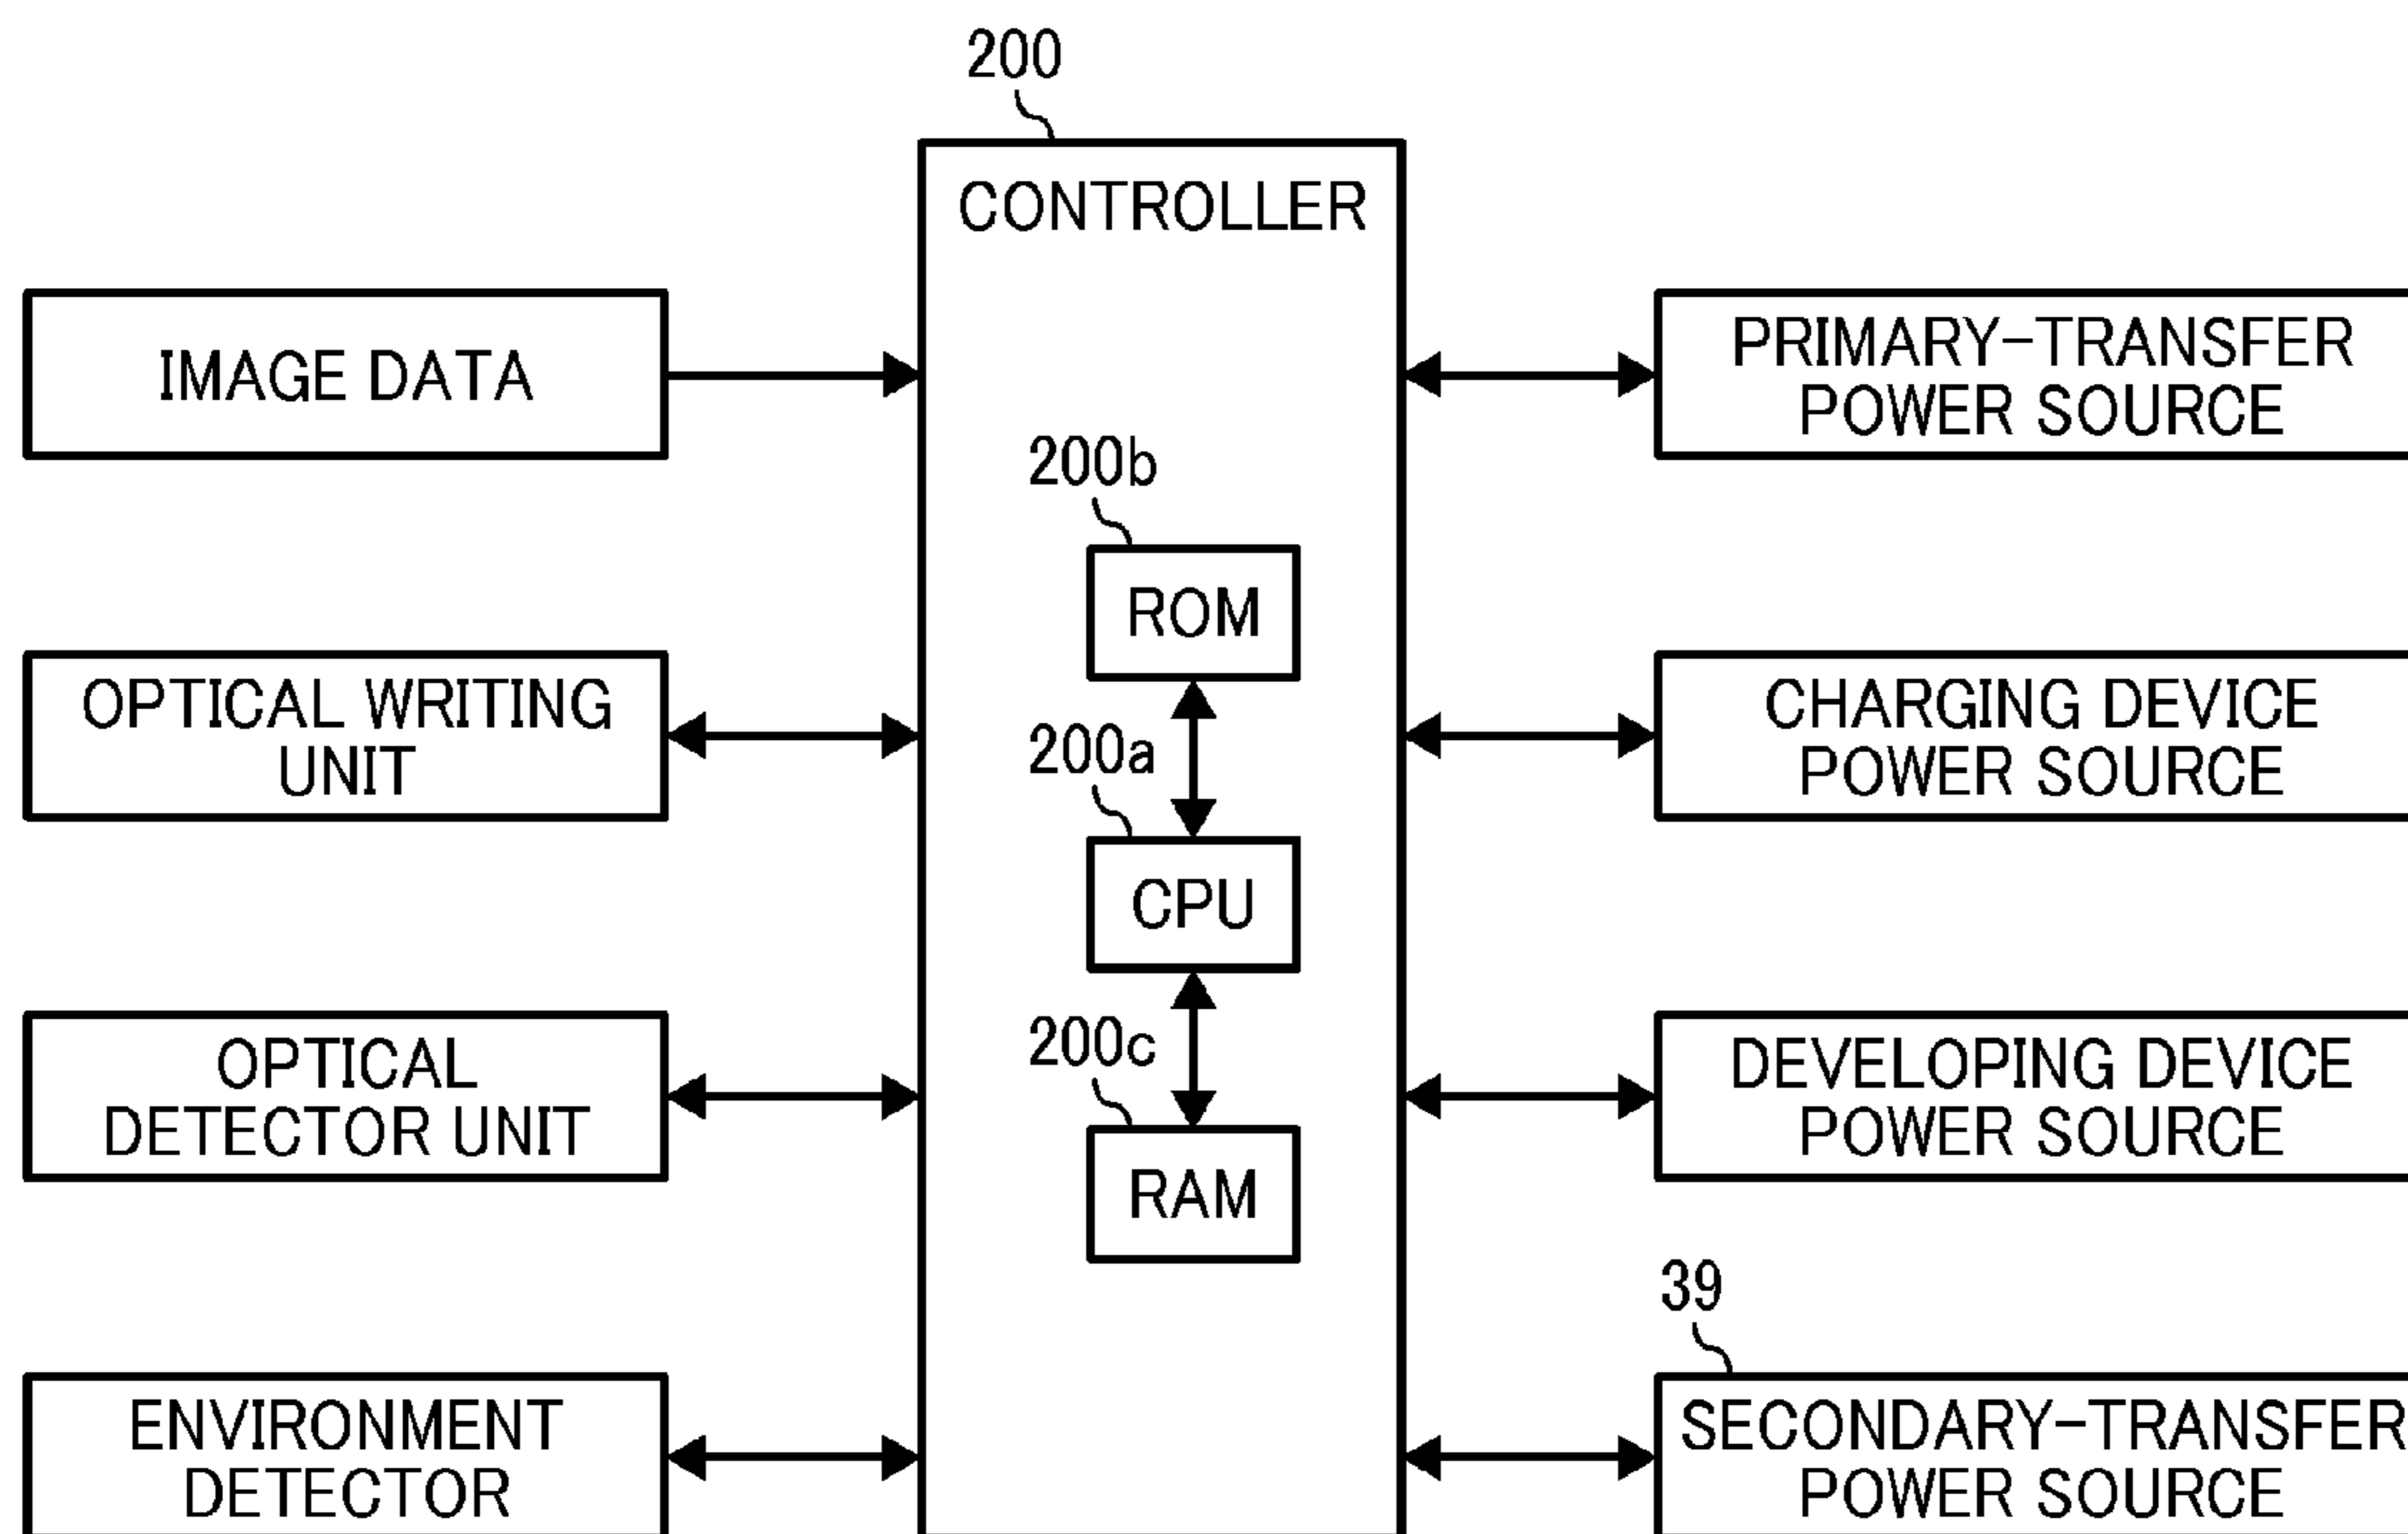 200
CONTROLLER
IMAGE DATA
PRIMARY-TRANSFER
POWER SOURCE
200b
ROM
OPTICAL WRITING
UNIT
CHARGING DEVICE
POWER SOURCE
200a
CPU
OPTICAL
DETECTOR UNIT
DEVELOPING DEVICE
POWER SOURCE
200c
RAM
39
ENVIRONMENT
DETECTOR
SECONDARY-TRANSFER
POWER SOURCE